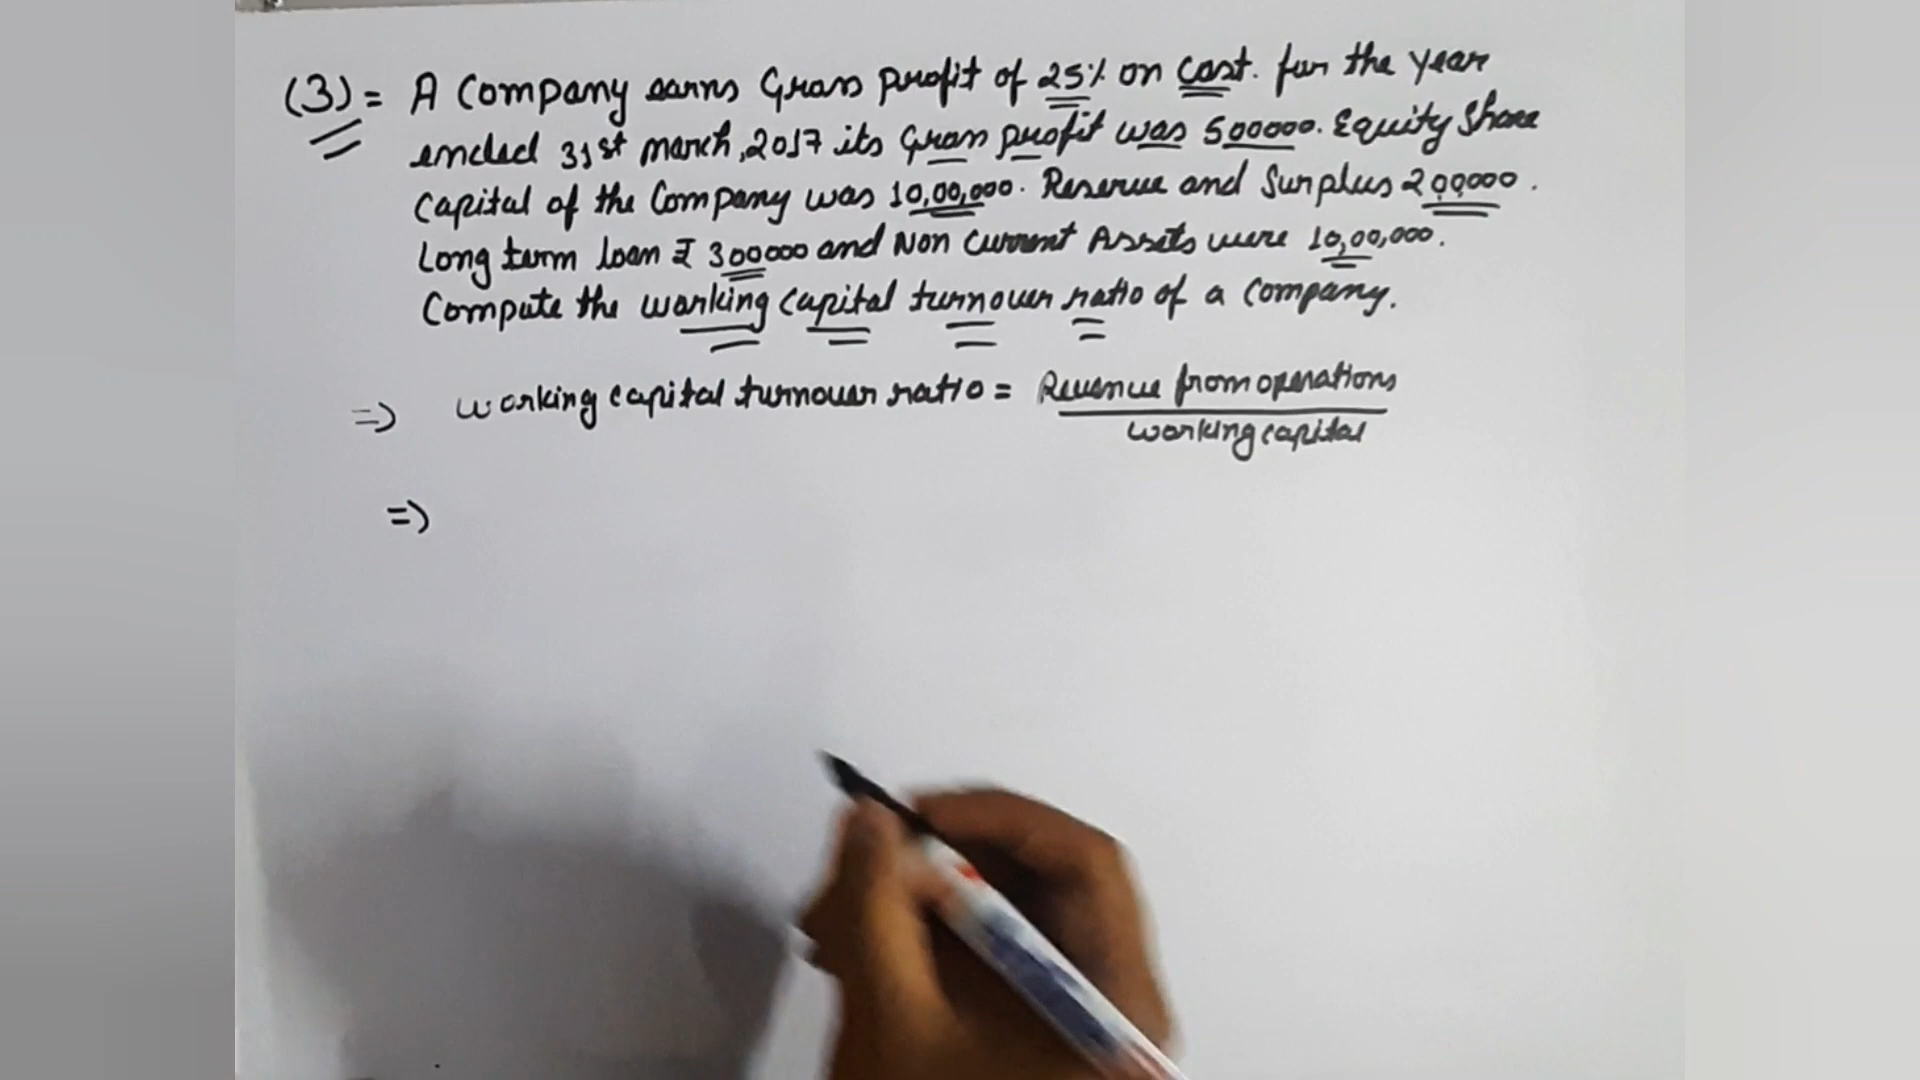 (3) = A Company earns Gross profit of 25% on Cost. for the year
ended 31st march, 2017 its Gross profit was 500000. Equity Share
Capital of the Company was 10,00,000. Reserve and Surplus 200000.
Long term loan ₹ 300000 and Non Current Assets were 10,00,000.
Compute the working capital turnover ratio of a Company.
=> working capital turnover ratio = Revenue from operations
working capital
=>